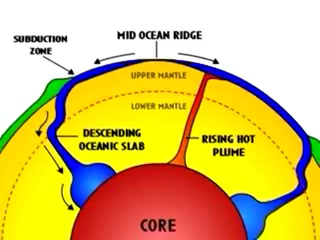 MID OCEAN RIDGE
SUBDUCTION
ZONE
UPPER MANTLE
LOWER MANTLE
DESCENDING
OCEANIC SLAB
RISING HOT
PLUME
CORE